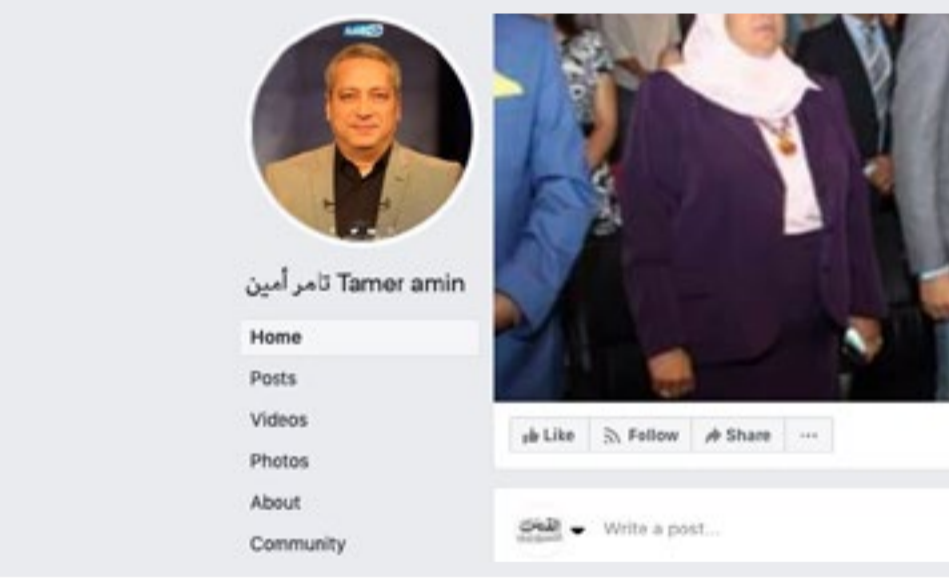 تامر أمين Tamer amin
Home
Posts
Videos
Photos
About
Community
Like Follow Share ...
Write a post...